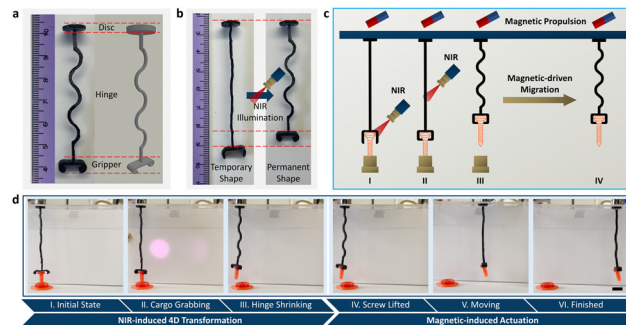 a
Disc
Hinge
Gripper
b
NIR
Illumination
Temporary
Shape
Permanent
Shape
c
Magnetic Propulsion
NIR
NIR
Magnetic-driven
Migration
I
II
III
IV
d
I. Initial State
II. Cargo Grabbing
III. Hinge Shrinking
IV. Screw Lifted
V. Moving
VI. Finished
NIR-induced 4D Transformation
Magnetic-induced Actuation